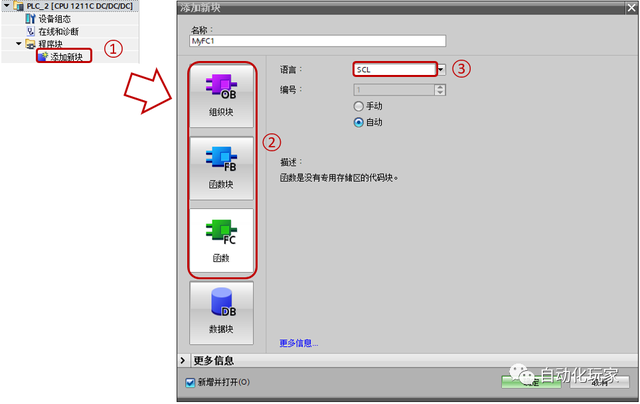 PLC_2 [CPU 1211C DC/DC/DC]
设备组态
在线和诊断
程序块
添加新块
①
添加新块
名称:
MyFC1
OB
组织块
FB
函数块
FC
函数
DB
数据块
②
语言:
SCL
③
编号:
1
手动
自动
描述:
函数是没有专用存储区的代码块。
更多信息...
更多信息
新增并打开(O)
确定
取消
自动化玩家